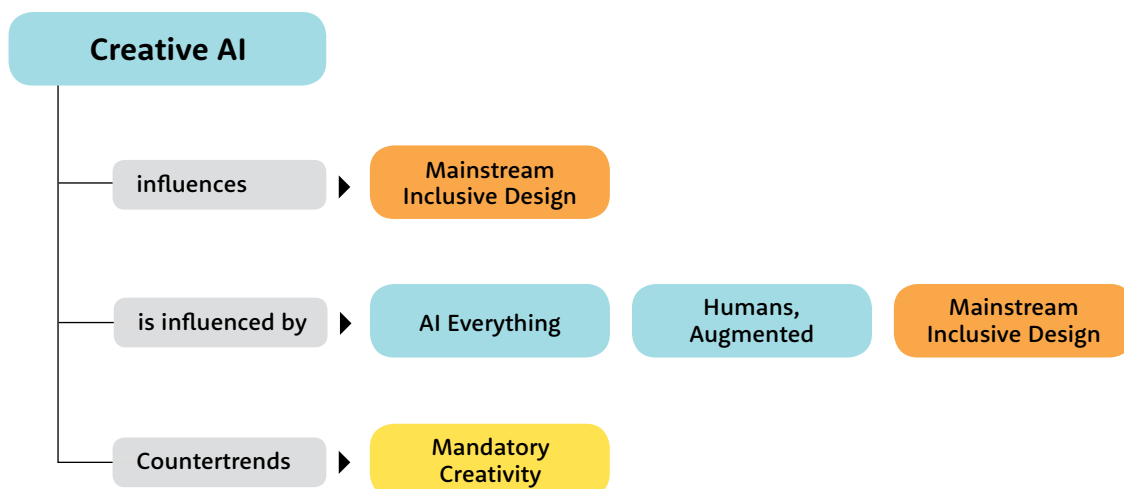 Creative AI
influences
Mainstream
Inclusive Design
is influenced by
AI Everything
Humans,
Augmented
Mainstream
Inclusive Design
Countertrends
Mandatory
Creativity